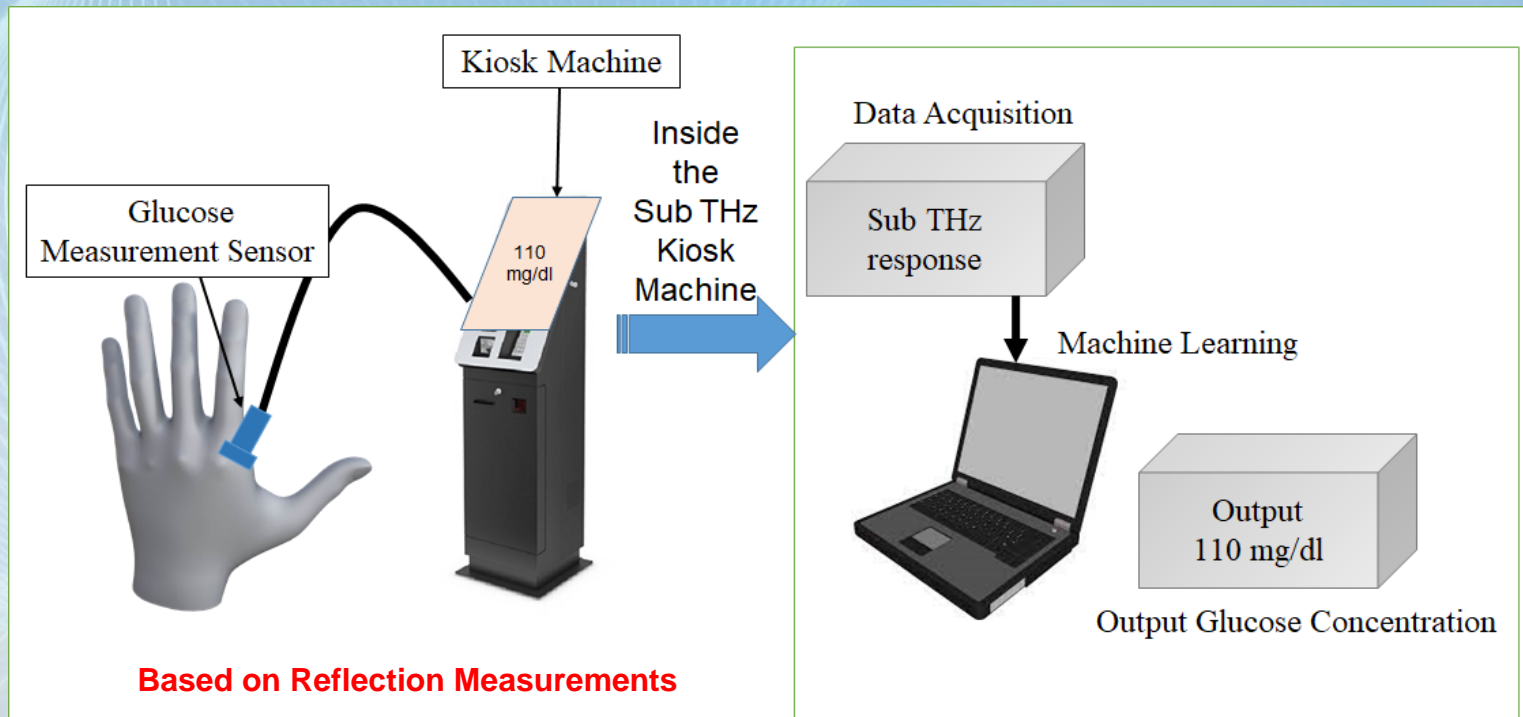 Kiosk Machine
Glucose
Measurement Sensor
110
mg/dl
Inside
the
Sub THz
Kiosk
Machine
Based on Reflection Measurements
Data Acquisition
Sub THz
response
Machine Learning
Output
110 mg/dl
Output Glucose Concentration